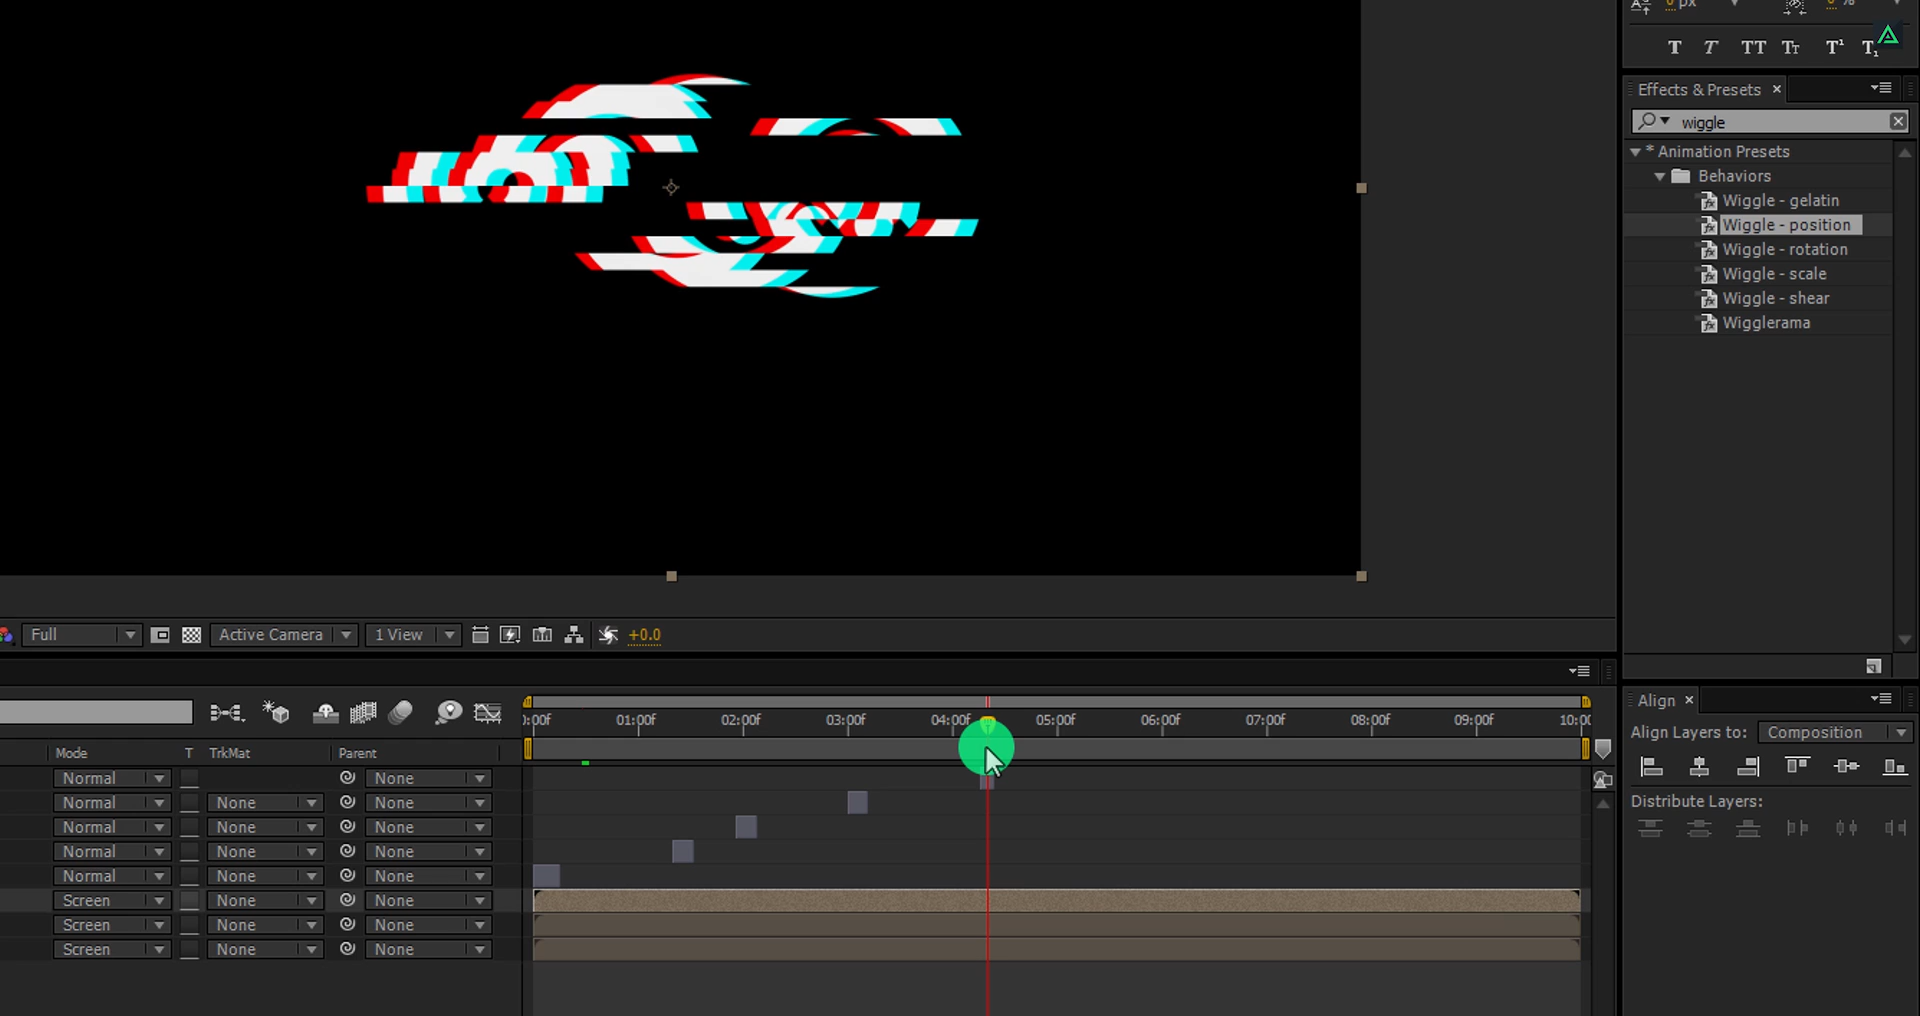 0 px
0 %
T T TT Tт T¹ T₁
Effects & Presets ×
wiggle
* Animation Presets
Behaviors
Wiggle - gelatin
Wiggle - position
Wiggle - rotation
Wiggle - scale
Wiggle - shear
Wigglerama
Full
Active Camera
1 View
+0.0
Align ×
Align Layers to: Composition
Distribute Layers:
):00f 01:00f 02:00f 03:00f 04:00f 05:00f 06:00f 07:00f 08:00f 09:00f 10:00
Mode T TrkMat Parent
Normal None
Normal None None
Normal None None
Normal None None
Normal None None
Screen None None
Screen None None
Screen None None